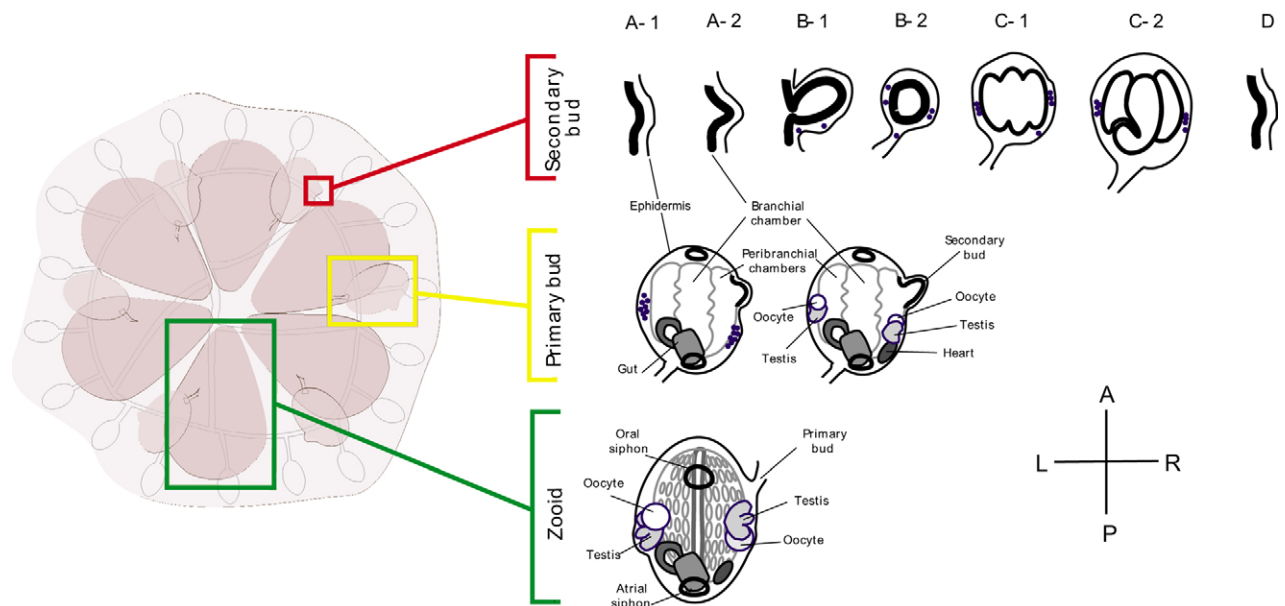 A-1 A-2 B-1 B-2 C-1 C-2 D
Secondary
bud
Ephidermis
Branchial
chamber
Primary bud
Peribranchial
chambers
Secondary
bud
Oocyte
Oocyte
Testis
Testis
Gut
Heart
Zooid
Oral
siphon
Primary
bud
Oocyte
Testis
Testis
Oocyte
Atrial
siphon
A
L R
P